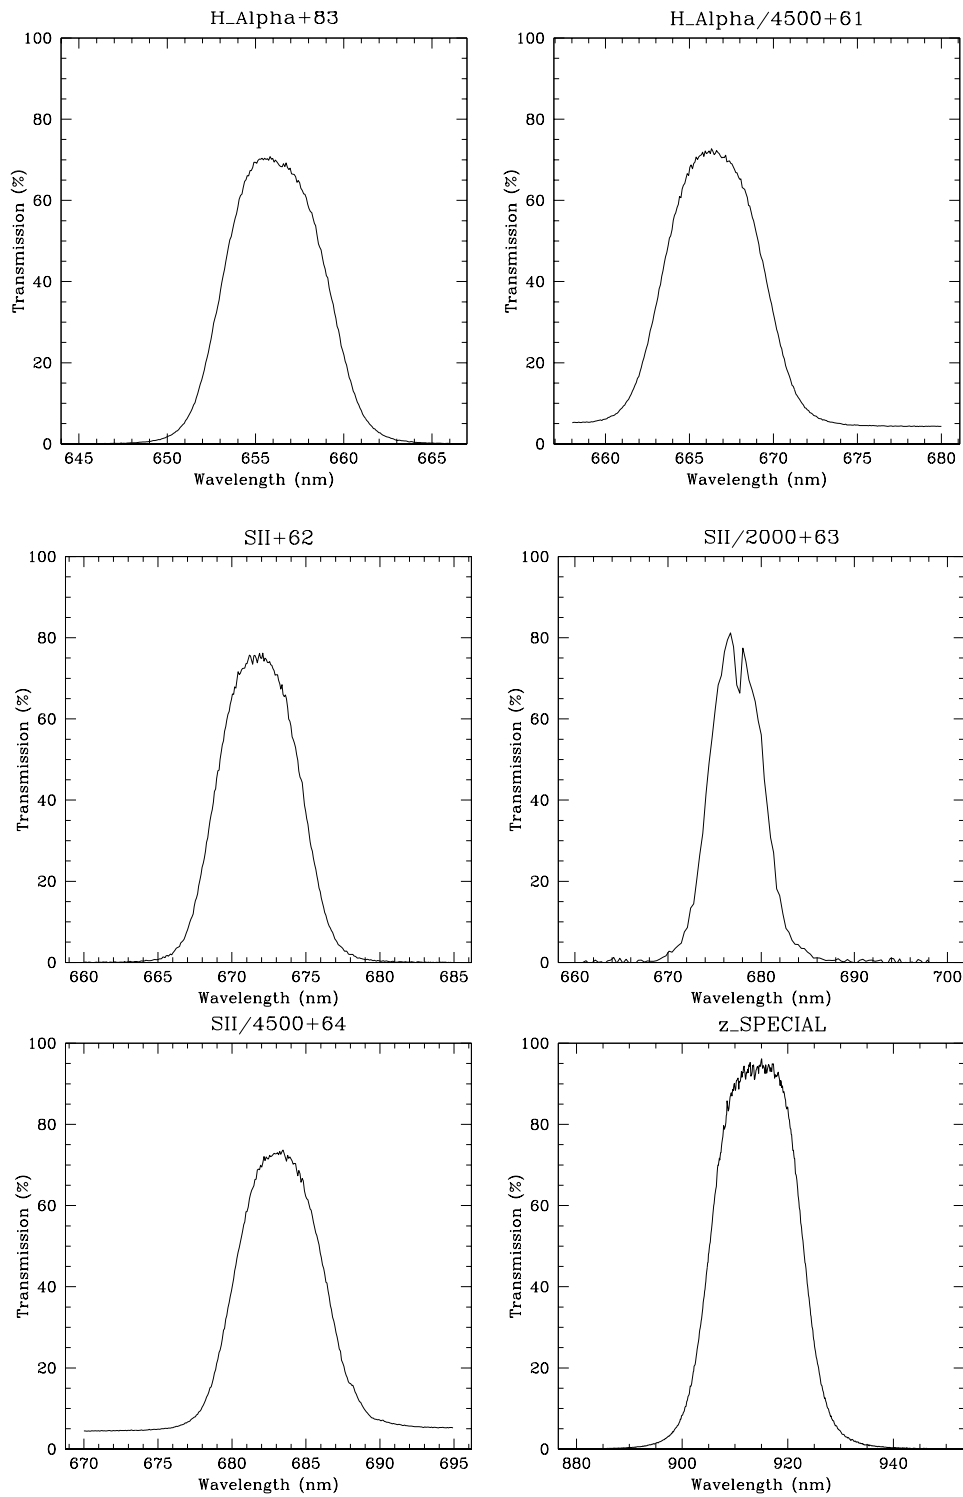 H_Alpha+83
100
80
60
40
20
0
Transmission (%)
645 650 655 660 665
Wavelength (nm)
H_Alpha/4500+61
100
80
60
40
20
0
Transmission (%)
660 665 670 675 680
Wavelength (nm)
SII+62
100
80
60
40
20
0
Transmission (%)
660 665 670 675 680 685
Wavelength (nm)
SII/2000+63
100
80
60
40
20
0
Transmission (%)
660 670 680 690 700
Wavelength (nm)
SII/4500+64
100
80
60
40
20
0
Transmission (%)
670 675 680 685 690 695
Wavelength (nm)
z_SPECIAL
100
80
60
40
20
0
Transmission (%)
880 900 920 940
Wavelength (nm)